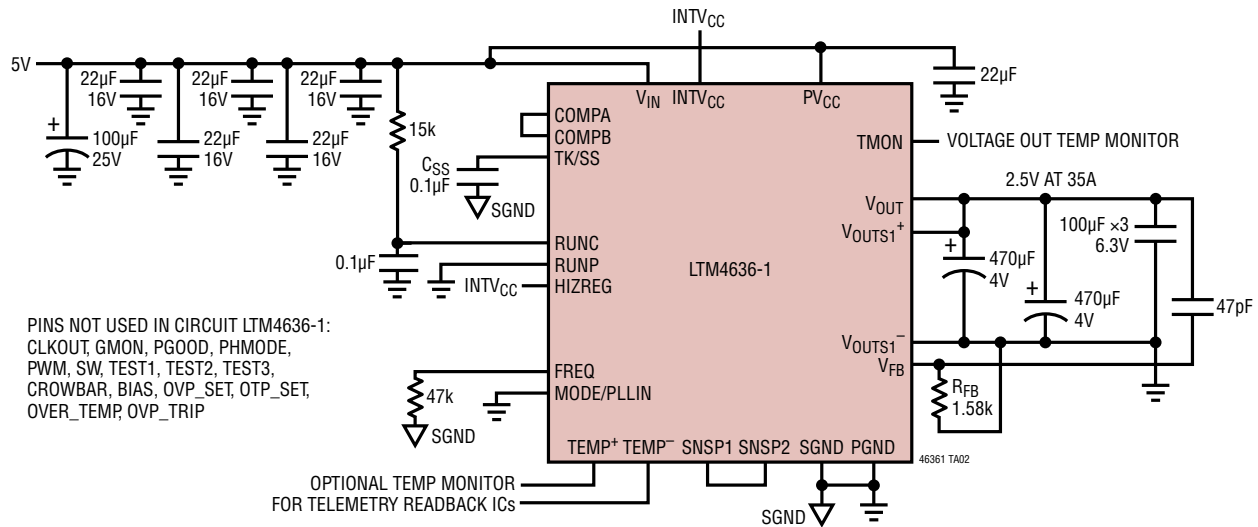 INTVCC
5V
22µF
16V
22µF
16V
22µF
16V
22µF
VIN
INTVCC
PVCC
+
100µF
25V
22µF
16V
22µF
16V
15k
COMPA
COMPB
TK/SS
CSS
0.1µF
SGND
TMON
VOLTAGE OUT TEMP MONITOR
2.5V AT 35A
VOUT
VOUTS1+
100µF ×3
6.3V
+
470µF
4V
+
470µF
4V
47pF
RUNC
RUNP
HIZREG
0.1µF
INTVCC
LTM4636-1
PINS NOT USED IN CIRCUIT LTM4636-1:
CLKOUT, GMON, PGOOD, PHMODE,
PWM, SW, TEST1, TEST2, TEST3,
CROWBAR, BIAS, OVP_SET, OTP_SET,
OVER_TEMP, OVP_TRIP
VOUTS1–
VFB
RFB
1.58k
FREQ
MODE/PLLIN
47k
SGND
TEMP+
TEMP–
SNSP1
SNSP2
SGND
PGND
46361 TA02
OPTIONAL TEMP MONITOR
FOR TELEMETRY READBACK ICs
SGND